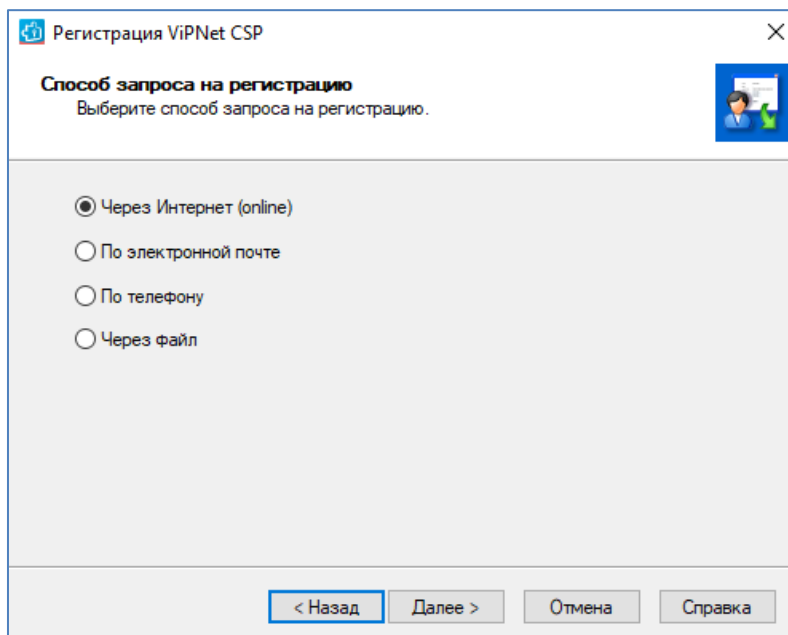 Регистрация ViPNet CSP
Способ запроса на регистрацию
Выберите способ запроса на регистрацию.
Через Интернет (online)
По электронной почте
По телефону
Через файл
< Назад Далее > Отмена Справка